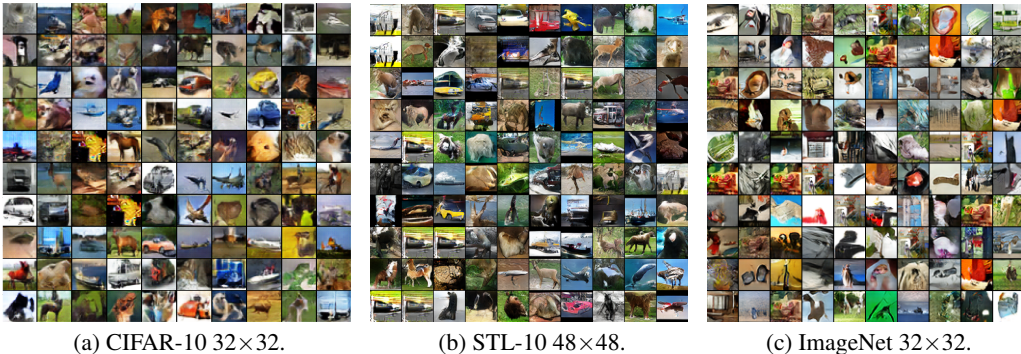 (a) CIFAR-10 32×32.
(b) STL-10 48×48.
(c) ImageNet 32×32.